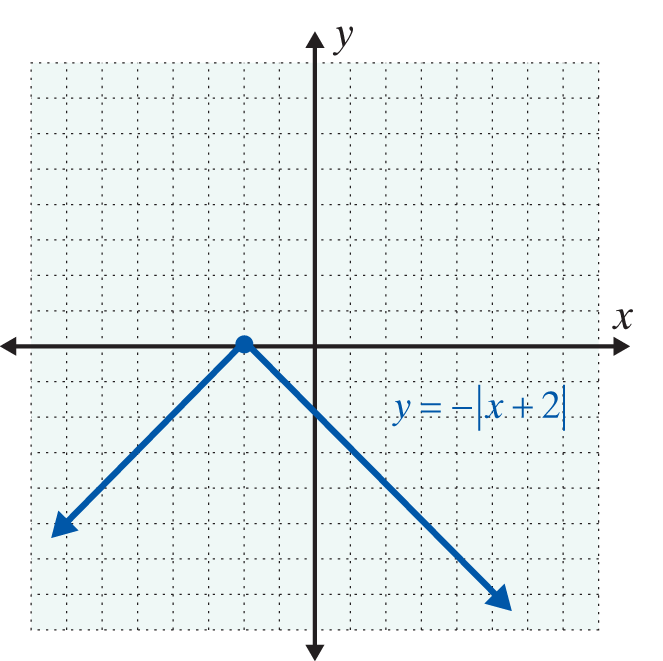 y
x
y = −|x + 2|